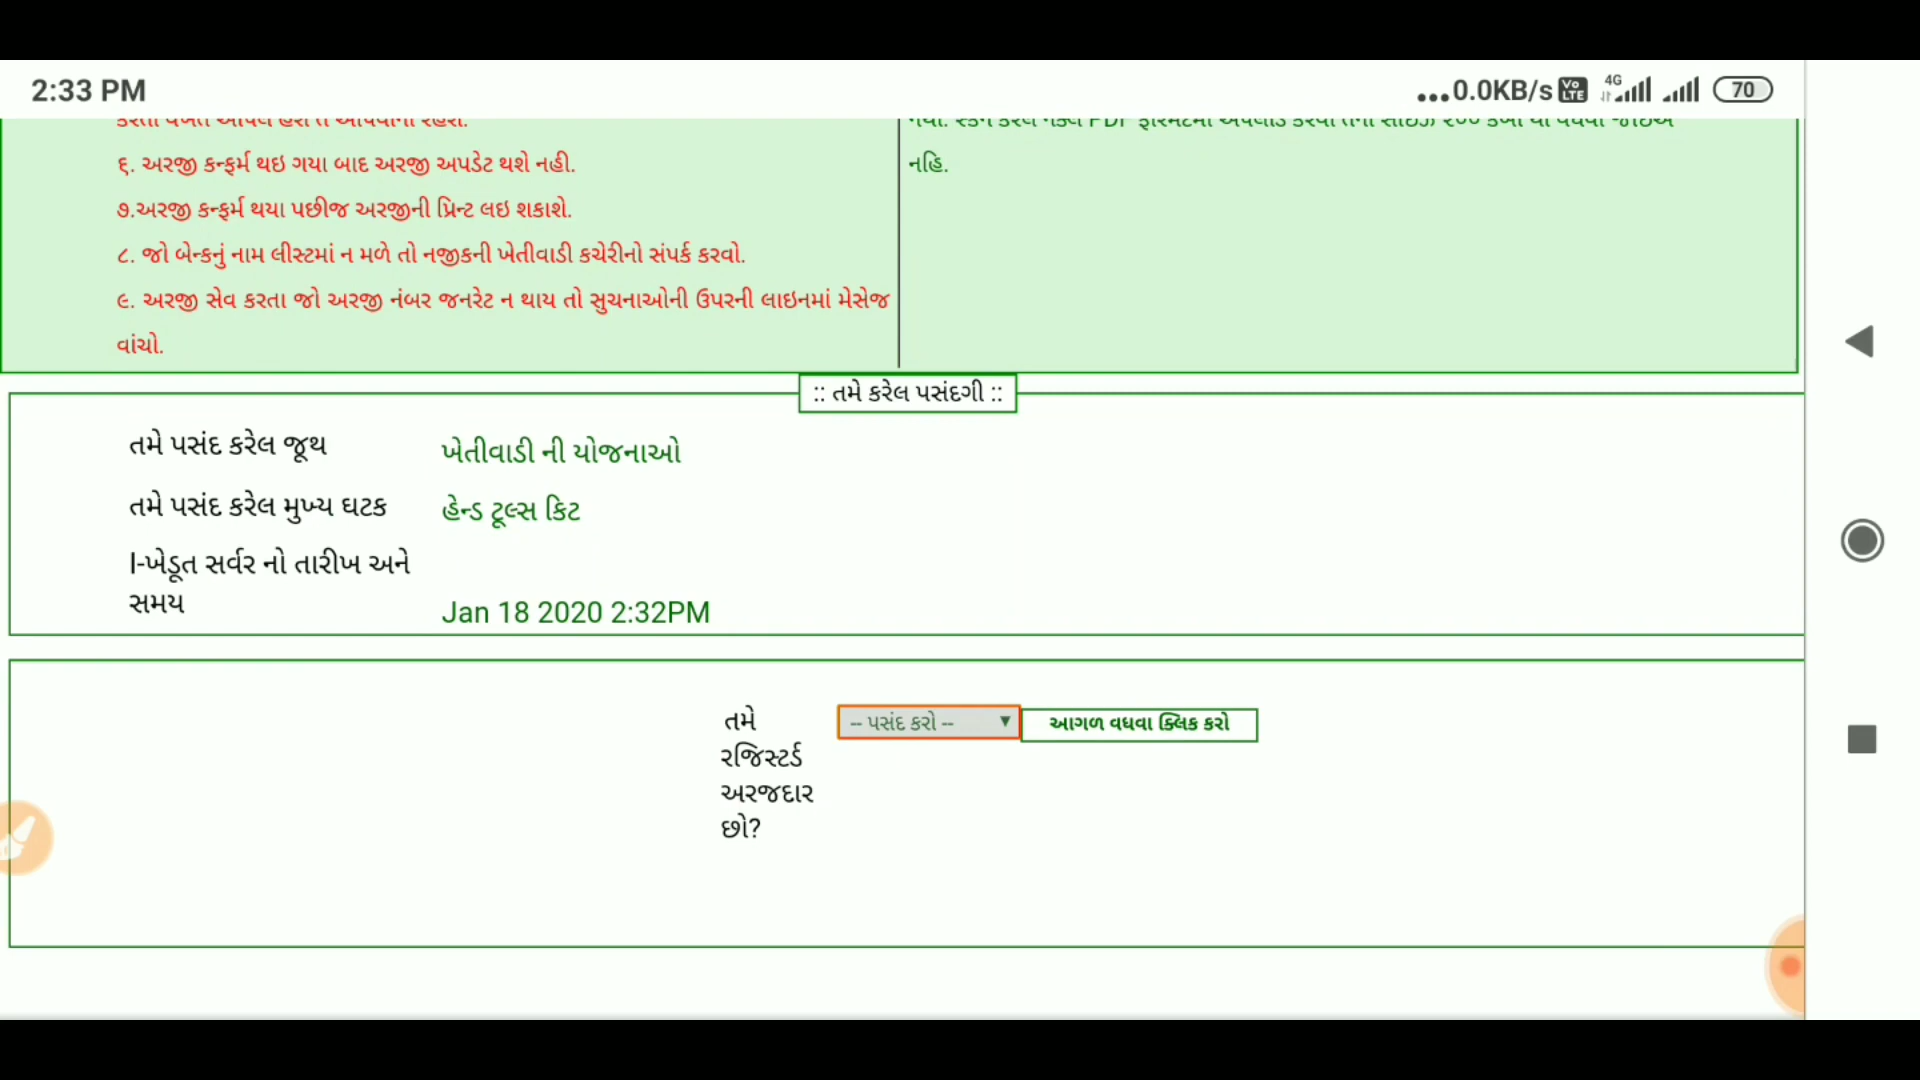 2:33 PM
...0.0KB/s Vo LTE 4G 70
૬. અરજી કન્ફર્મ થઇ ગયા બાદ અરજી અપડેટ થશે નહી.
૭.અરજી કન્ફર્મ થયા પછીજ અરજીની પ્રિન્ટ લઇ શકાશે.
૮. જો બેન્કનું નામ લીસ્ટમાં ન મળે તો નજીકની ખેતીવાડી કચેરીનો સંપર્ક કરવો.
૯. અરજી સેવ કરતા જો અરજી નંબર જનરેટ ન થાય તો સુચનાઓની ઉપરની લાઇનમાં મેસેજ
વાંચો.
નહિ.
:: તમે કરેલ પસંદગી ::
તમે પસંદ કરેલ જૂથ ખેતીવાડી ની યોજનાઓ
તમે પસંદ કરેલ મુખ્ય ઘટક હેન્ડ ટૂલ્સ કિટ
I-ખેડૂત સર્વર નો તારીખ અને
સમય Jan 18 2020 2:32PM
તમે
રજિસ્ટર્ડ
અરજદાર
છો?
-- પસંદ કરો --
આગળ વધવા ક્લિક કરો